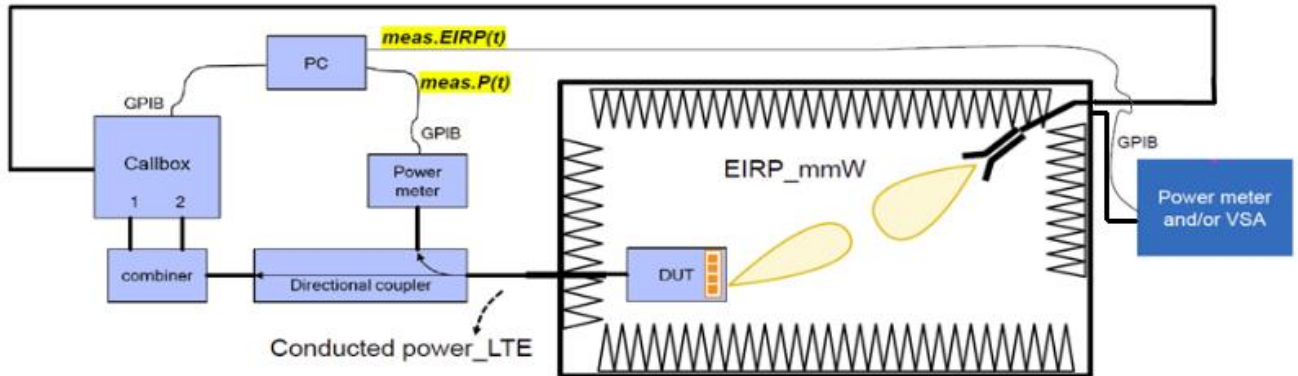 meas.EIRP(t)
PC
meas.P(t)
GPIB
GPIB
GPIB
Callbox
1 2
Power
meter
EIRP_mmW
Power meter
and/or VSA
combiner
Directional coupler
DUT
Conducted power_LTE